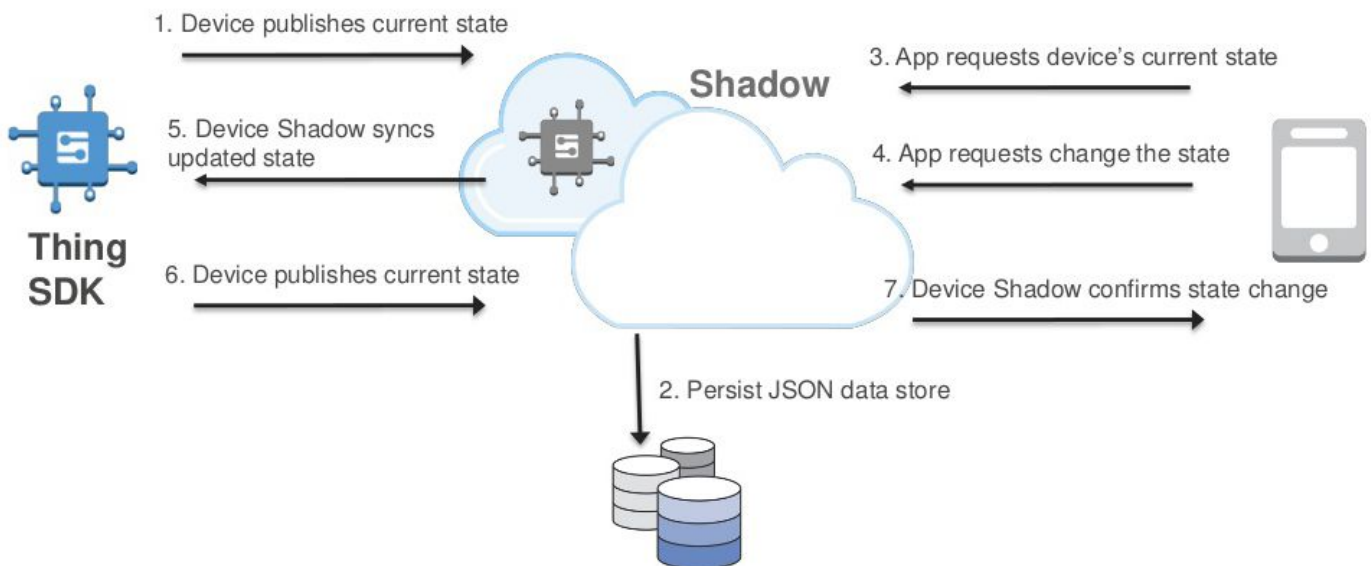 1. Device publishes current state
Shadow
3. App requests device's current state
5. Device Shadow syncs
updated state
4. App requests change the state
Thing
SDK
6. Device publishes current state
7. Device Shadow confirms state change
2. Persist JSON data store